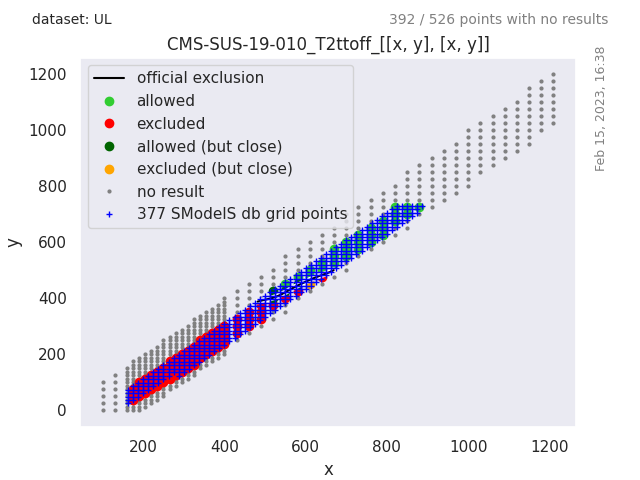 dataset: UL
392 / 526 points with no results
CMS-SUS-19-010_T2ttoff_[[x, y], [x, y]]
Feb 15, 2023, 16:38
official exclusion
allowed
excluded
allowed (but close)
excluded (but close)
no result
377 SModelS db grid points
y
1200
1000
800
600
400
200
0
200 400 600 800 1000 1200
x